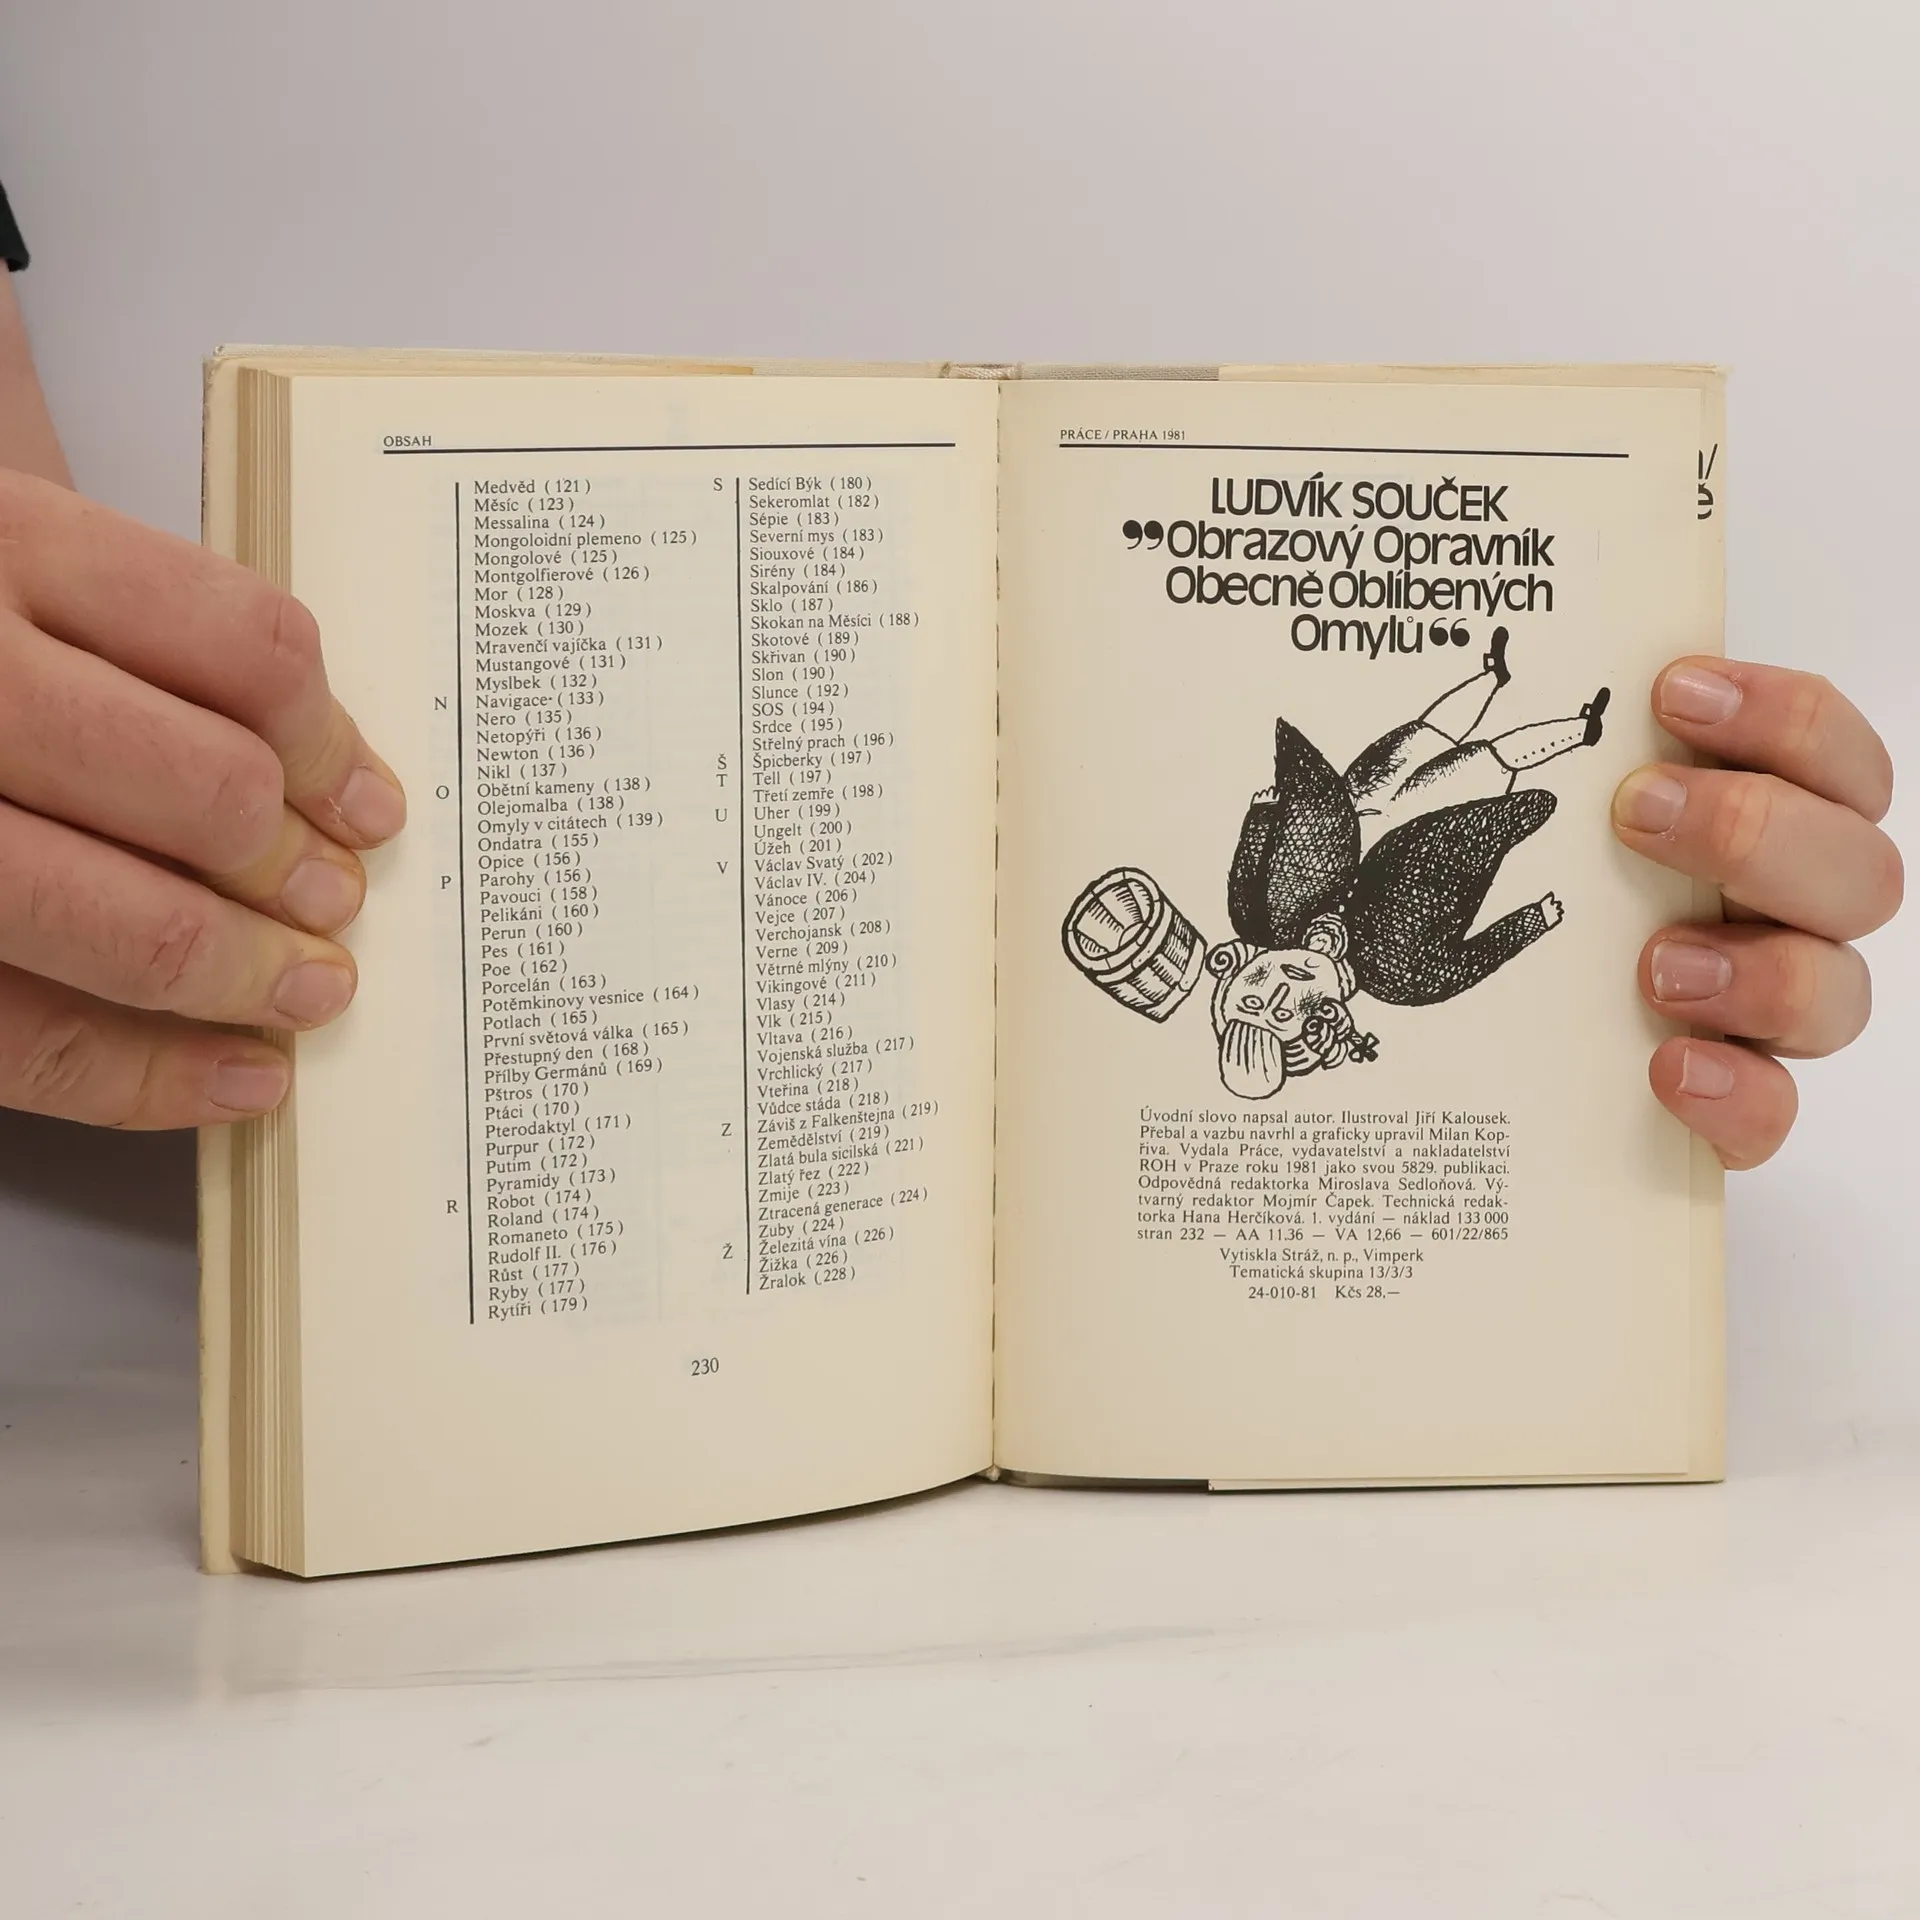 OBSAH
Medvěd (121)
Měsíc (123)
Messalina (124)
Mongoloidní plemeno (125)
Mongolové (125)
Montgolfierové (126)
Mor (128)
Moskva (129)
Mozek (130)
Mravenčí vajíčka (131)
Mustangové (131)
Myslbek (132)
N Navigace (133)
Nero (135)
Netopýři (136)
Newton (136)
Nikl (137)
O Obětní kameny (138)
Olejomalba (138)
Omyly v citátech (139)
Ondatra (155)
Opice (156)
P Parohy (156)
Pavouci (158)
Pelikáni (160)
Perun (160)
Pes (161)
Poe (162)
Porcelán (163)
Potěmkinovy vesnice (164)
Potlach (165)
První světová válka (165)
Přestupný den (168)
Přílby Germánů (169)
Pštros (170)
Ptáci (170)
Pterodaktyl (171)
Purpur (172)
Putim (172)
Pyramidy (173)
R Robot (174)
Roland (174)
Romaneto (175)
Rudolf II. (176)
Růst (177)
Ryby (177)
Rytíři (179)
S Sedící Býk (180)
Sekeromlat (182)
Sépie (183)
Severní mys (183)
Siouxové (184)
Sirény (184)
Skalpování (186)
Sklo (187)
Skokan na Měsíci (188)
Skotové (189)
Skřivan (190)
Slon (190)
Slunce (192)
SOS (194)
Srdce (195)
Střelný prach (196)
Š Špicberky (197)
T Tell (197)
Třetí zemře (198)
U Uher (199)
Ungelt (200)
Úžeh (201)
V Václav Svatý (202)
Václav IV. (204)
Vánoce (206)
Vejce (207)
Verchojansk (208)
Verne (209)
Větrné mlýny (210)
Vikingové (211)
Vlasy (214)
Vlk (215)
Vltava (216)
Vojenská služba (217)
Vrchlický (217)
Vteřina (218)
Vůdce stáda (218)
Z Záviš z Falkenštejna (219)
Zemědělství (219)
Zlatá bula sicilská (221)
Zlatý řez (222)
Zmije (223)
Ztracená generace (224)
Zuby (224)
Ž Železitá vína (226)
Žižka (226)
Žralok (228)
230
PRÁCE / PRAHA 1981
LUDVÍK SOUČEK
❟❟Obrazový Opravník
Obecně Oblíbených
Omylů❛❛
Úvodní slovo napsal autor. Ilustroval Jiří Kalousek.
Přebal a vazbu navrhl a graficky upravil Milan Kop-
řiva. Vydala Práce, vydavatelství a nakladatelství
ROH v Praze roku 1981 jako svou 5829. publikaci.
Odpovědná redaktorka Miroslava Sedloňová. Vý-
tvarný redaktor Mojmír Čapek. Technická redak-
torka Hana Herčíková. 1. vydání — náklad 133 000
stran 232 — AA 11.36 — VA 12,66 — 601/22/865
Vytiskla Stráž, n. p., Vimperk
Tematická skupina 13/3/3
24-010-81 Kčs 28,—